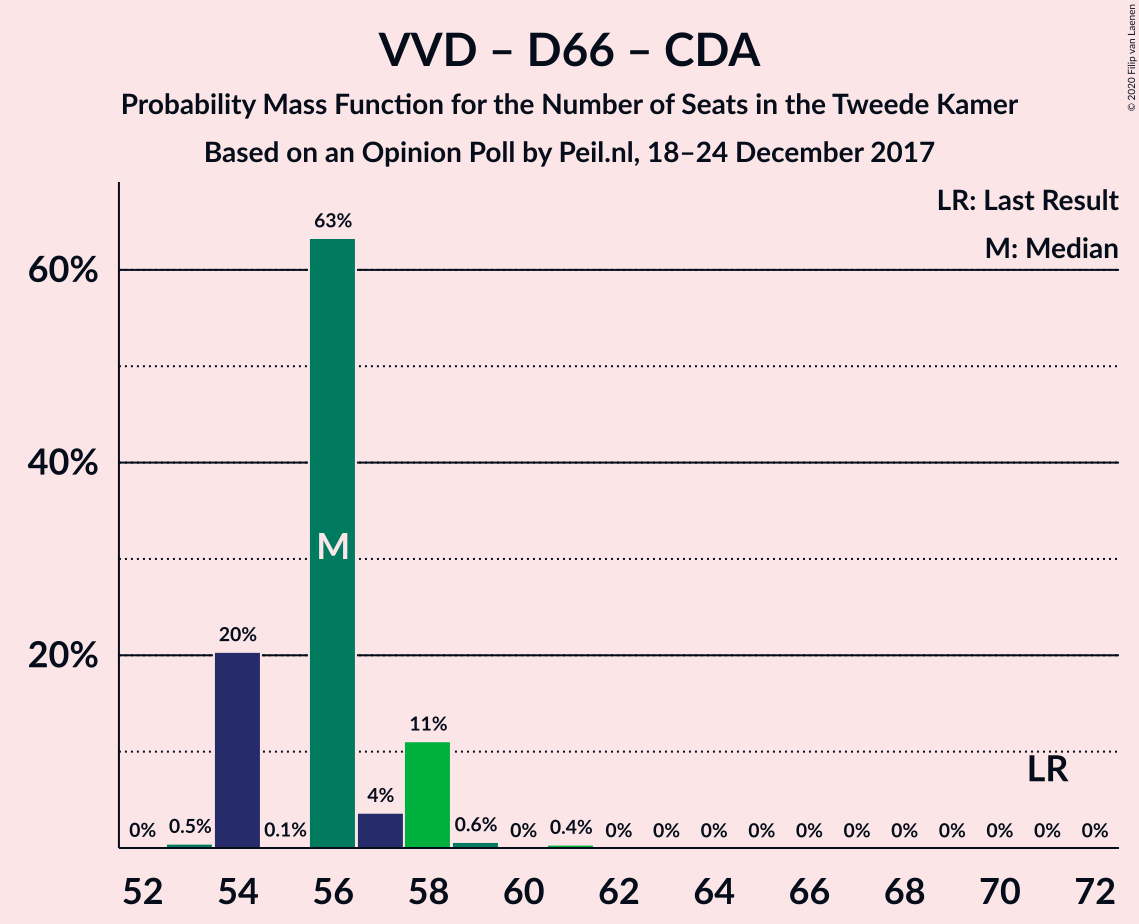 VVD – D66 – CDA
Probability Mass Function for the Number of Seats in the Tweede Kamer
Based on an Opinion Poll by Peil.nl, 18–24 December 2017
© 2020 Filip van Laenen
LR: Last Result
M: Median
60%
40%
20%
0% 0.5% 20% 0.1% 63% 4% 11% 0.6% 0% 0.4% 0% 0% 0% 0% 0% 0% 0% 0% 0% 0% 0%
M
LR
52 54 56 58 60 62 64 66 68 70 72